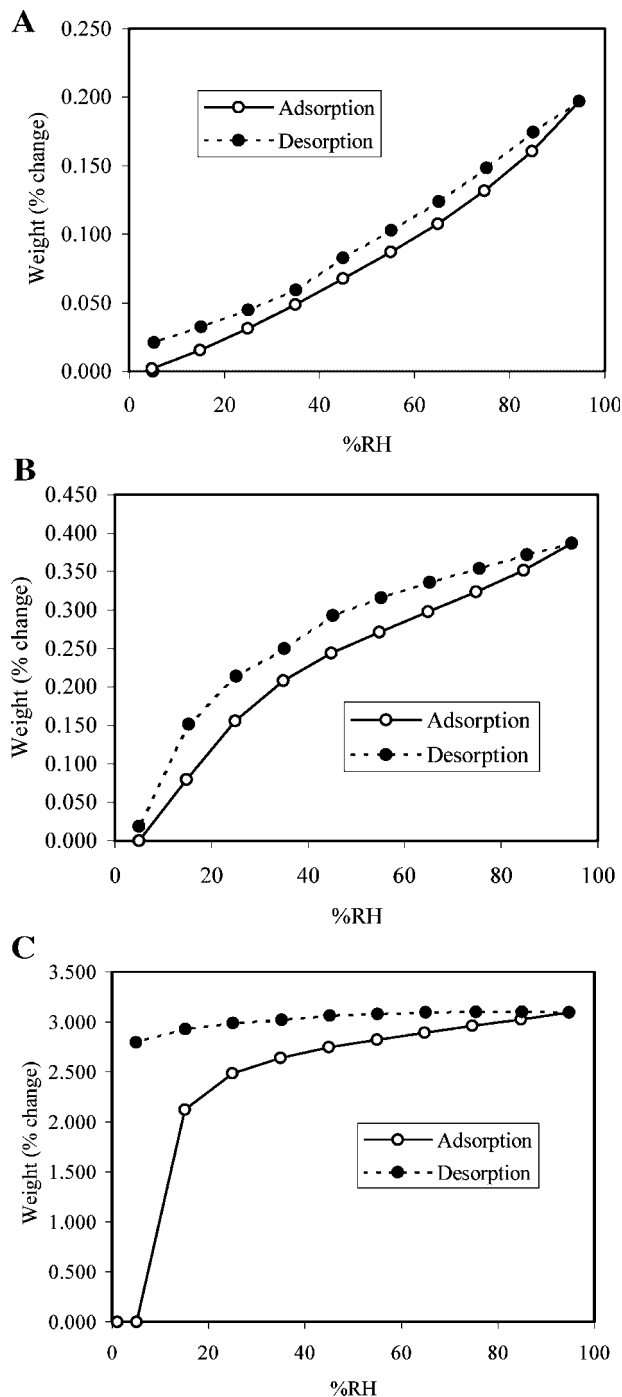 A
0.250
0.200
0.150
0.100
0.050
0.000
Weight (% change)
Adsorption
Desorption
0 20 40 60 80 100
%RH
B
0.450
0.400
0.350
0.300
0.250
0.200
0.150
0.100
0.050
0.000
Weight (% change)
Adsorption
Desorption
0 20 40 60 80 100
%RH
C
3.500
3.000
2.500
2.000
1.500
1.000
0.500
0.000
Weight (% change)
Adsorption
Desorption
0 20 40 60 80 100
%RH